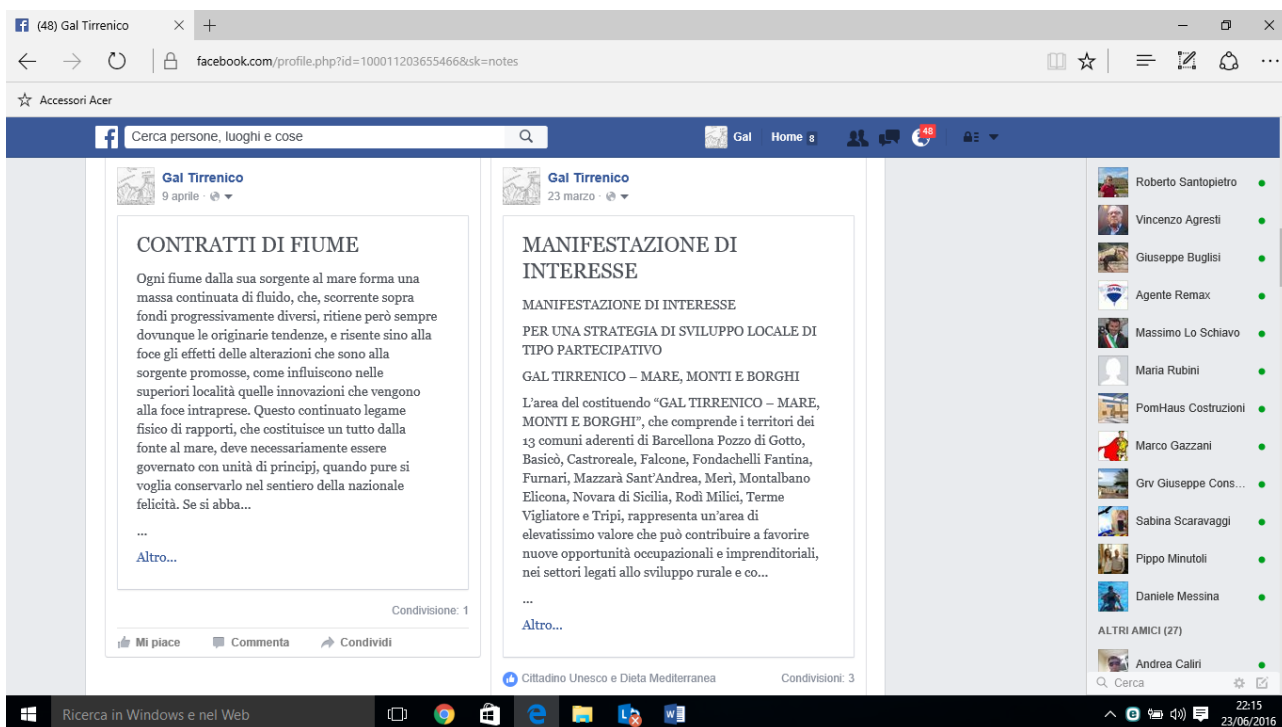 (48) Gal Tirrenico
facebook.com/profile.php?id=100011203655466&sk=notes
Accessori Acer
Cerca persone, luoghi e cose
Gal
Home 8
48
Gal Tirrenico
9 aprile ·
CONTRATTI DI FIUME
Ogni fiume dalla sua sorgente al mare forma una
massa continuata di fluido, che, scorrente sopra
fondi progressivamente diversi, ritiene però sempre
dovunque le originarie tendenze, e risente sino alla
foce gli effetti delle alterazioni che sono alla
sorgente promosse, come influiscono nelle
superiori località quelle innovazioni che vengono
alla foce intraprese. Questo continuato legame
fisico di rapporti, che costituisce un tutto dalla
fonte al mare, deve necessariamente essere
governato con unità di principj, quando pure si
voglia conservarlo nel sentiero della nazionale
felicità. Se si abba...
...
Altro...
Condivisione: 1
Mi piace
Commenta
Condividi
Gal Tirrenico
23 marzo ·
MANIFESTAZIONE DI
INTERESSE
MANIFESTAZIONE DI INTERESSE
PER UNA STRATEGIA DI SVILUPPO LOCALE DI
TIPO PARTECIPATIVO
GAL TIRRENICO – MARE, MONTI E BORGHI
L'area del costituendo "GAL TIRRENICO – MARE,
MONTI E BORGHI", che comprende i territori dei
13 comuni aderenti di Barcellona Pozzo di Gotto,
Basicò, Castroreale, Falcone, Fondachelli Fantina,
Furnari, Mazzarà Sant'Andrea, Merì, Montalbano
Elicona, Novara di Sicilia, Rodì Milici, Terme
Vigliatore e Tripi, rappresenta un'area di
elevatissimo valore che può contribuire a favorire
nuove opportunità occupazionali e imprenditoriali,
nei settori legati allo sviluppo rurale e co...
...
Altro...
Cittadino Unesco e Dieta Mediterranea
Condivisioni: 3
Roberto Santopietro
Vincenzo Agresti
Giuseppe Buglisi
Agente Remax
Massimo Lo Schiavo
Maria Rubini
PomHaus Costruzioni
Marco Gazzani
Grv Giuseppe Cons...
Sabina Scaravaggi
Pippo Minutoli
Daniele Messina
ALTRI AMICI (27)
Andrea Caliri
Cerca
Ricerca in Windows e nel Web
22:15
23/06/2016